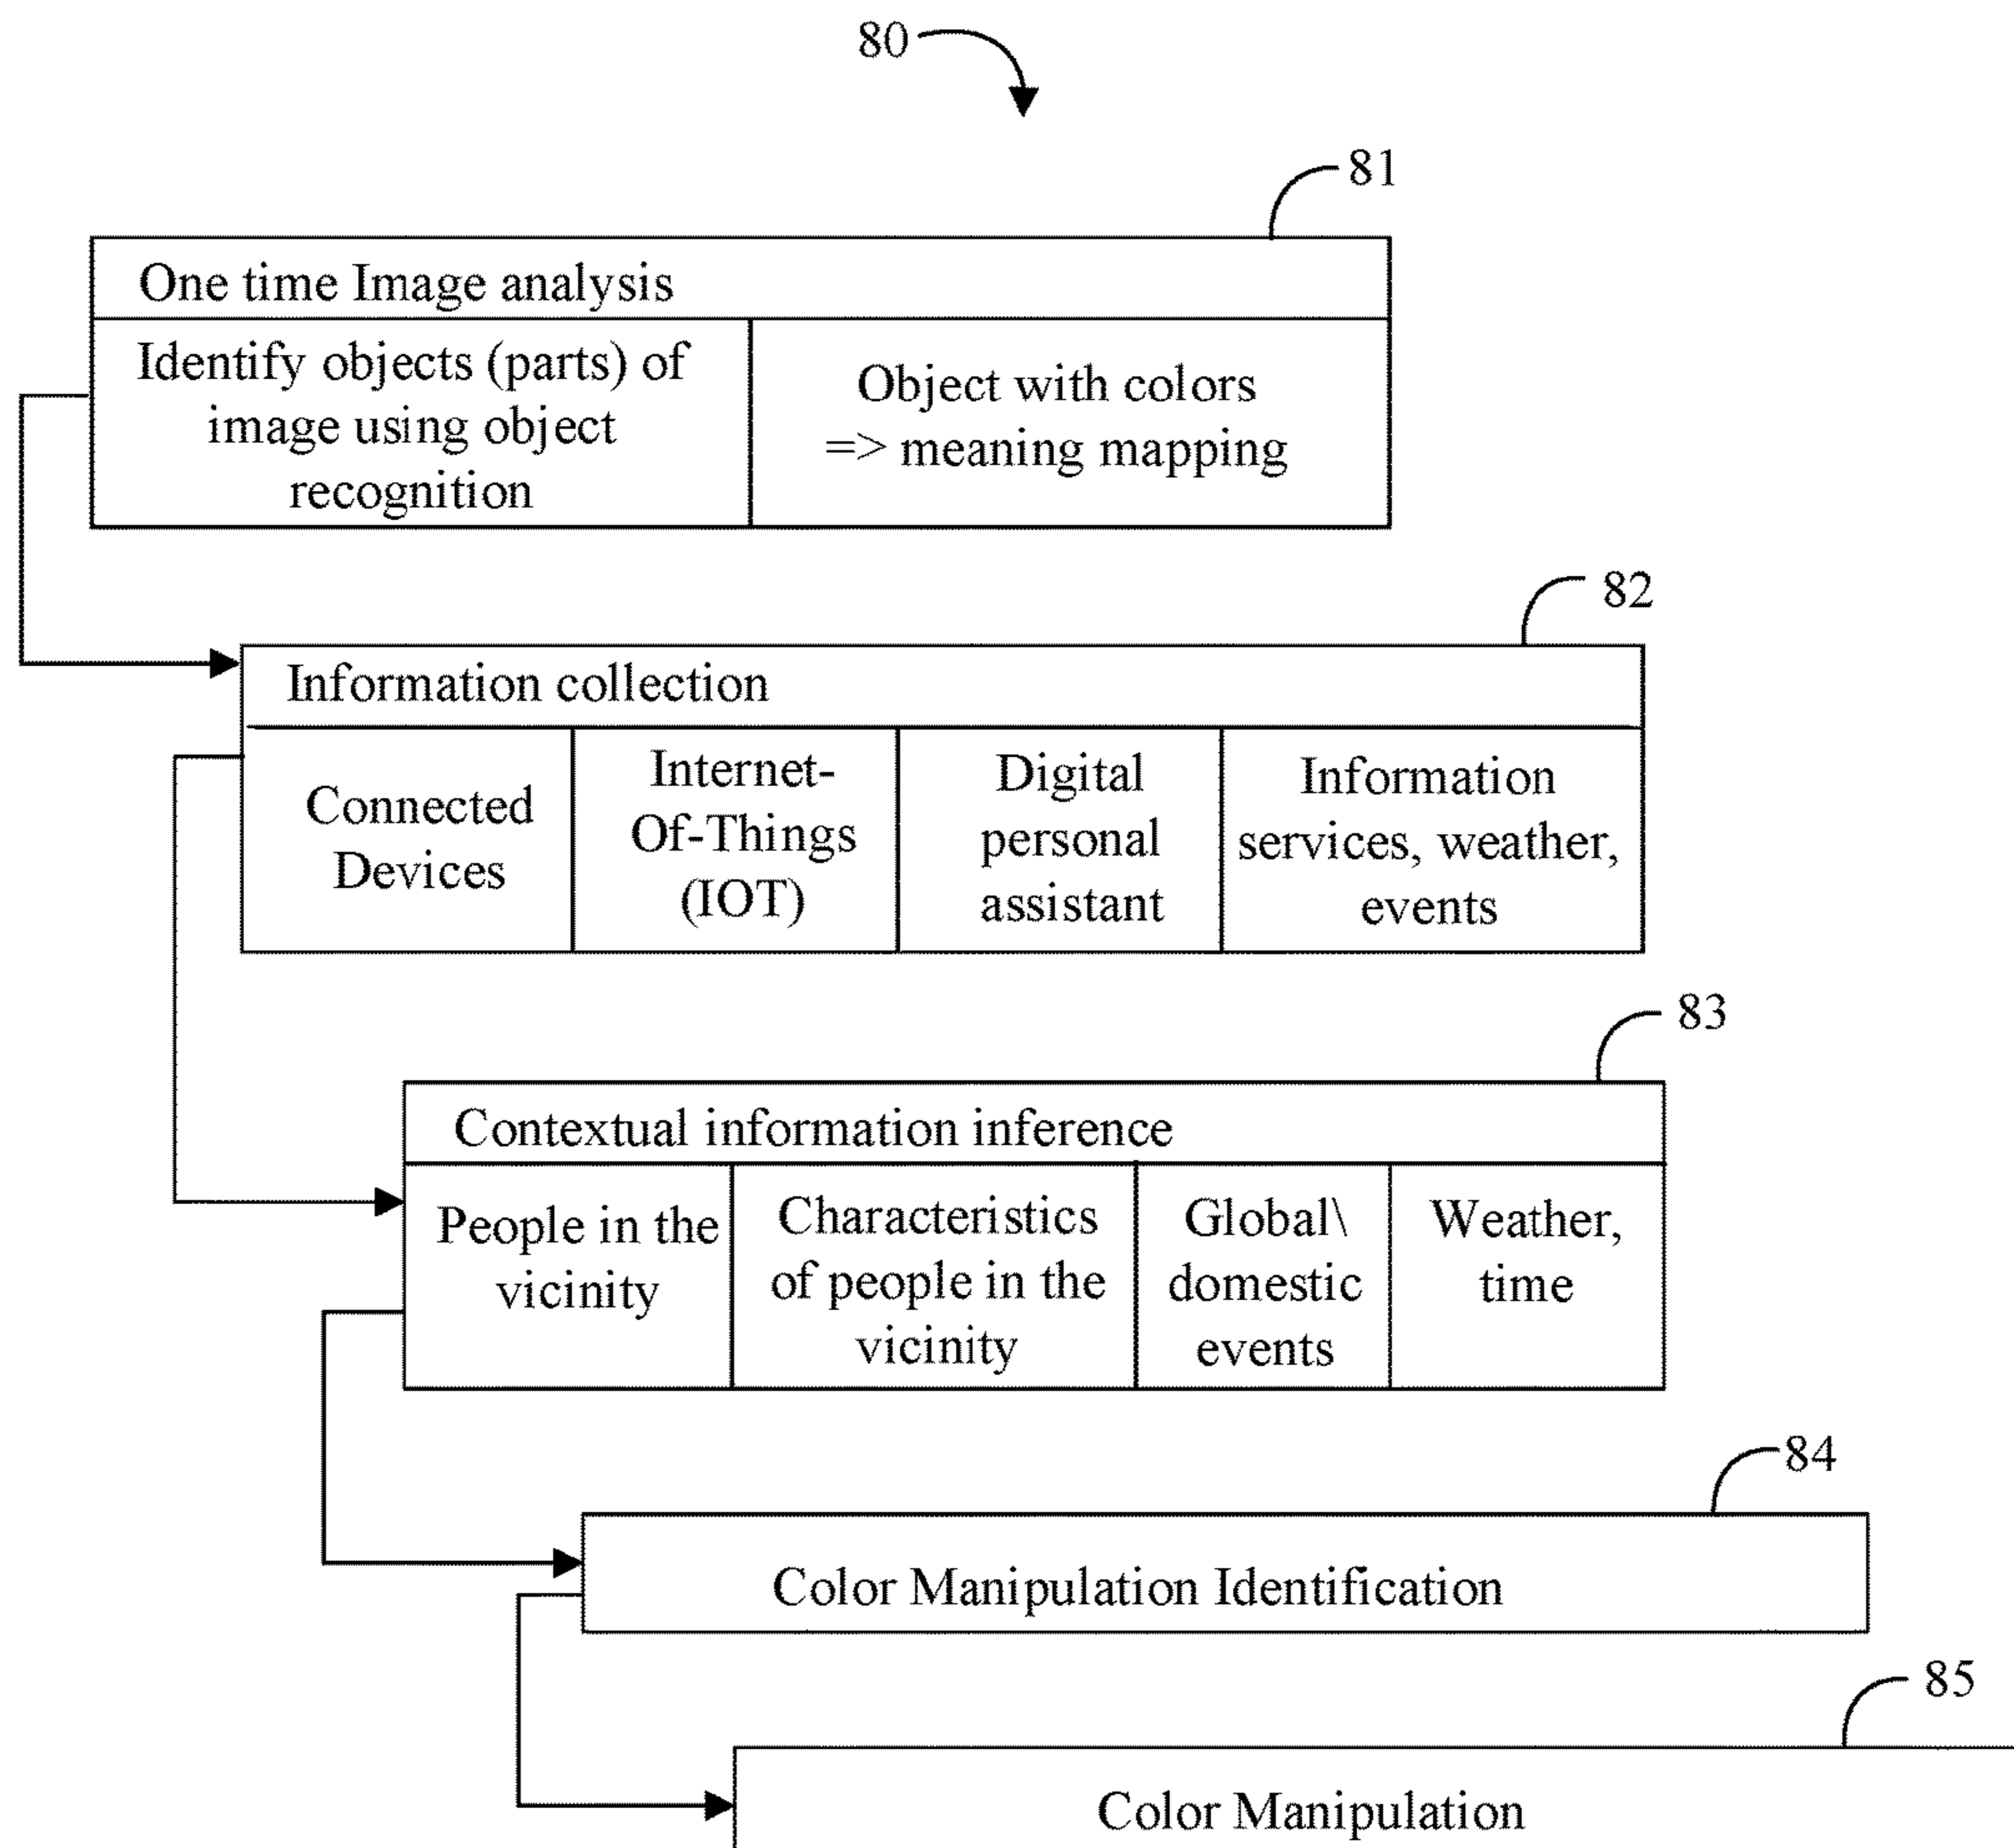 80
81
One time Image analysis
Identify objects (parts) of
image using object
recognition
Object with colors
=> meaning mapping
82
Information collection
Connected
Devices
Internet-
Of-Things
(IOT)
Digital
personal
assistant
Information
services, weather,
events
83
Contextual information inference
People in the
vicinity
Characteristics
of people in the
vicinity
Global\
domestic
events
Weather,
time
84
Color Manipulation Identification
85
Color Manipulation